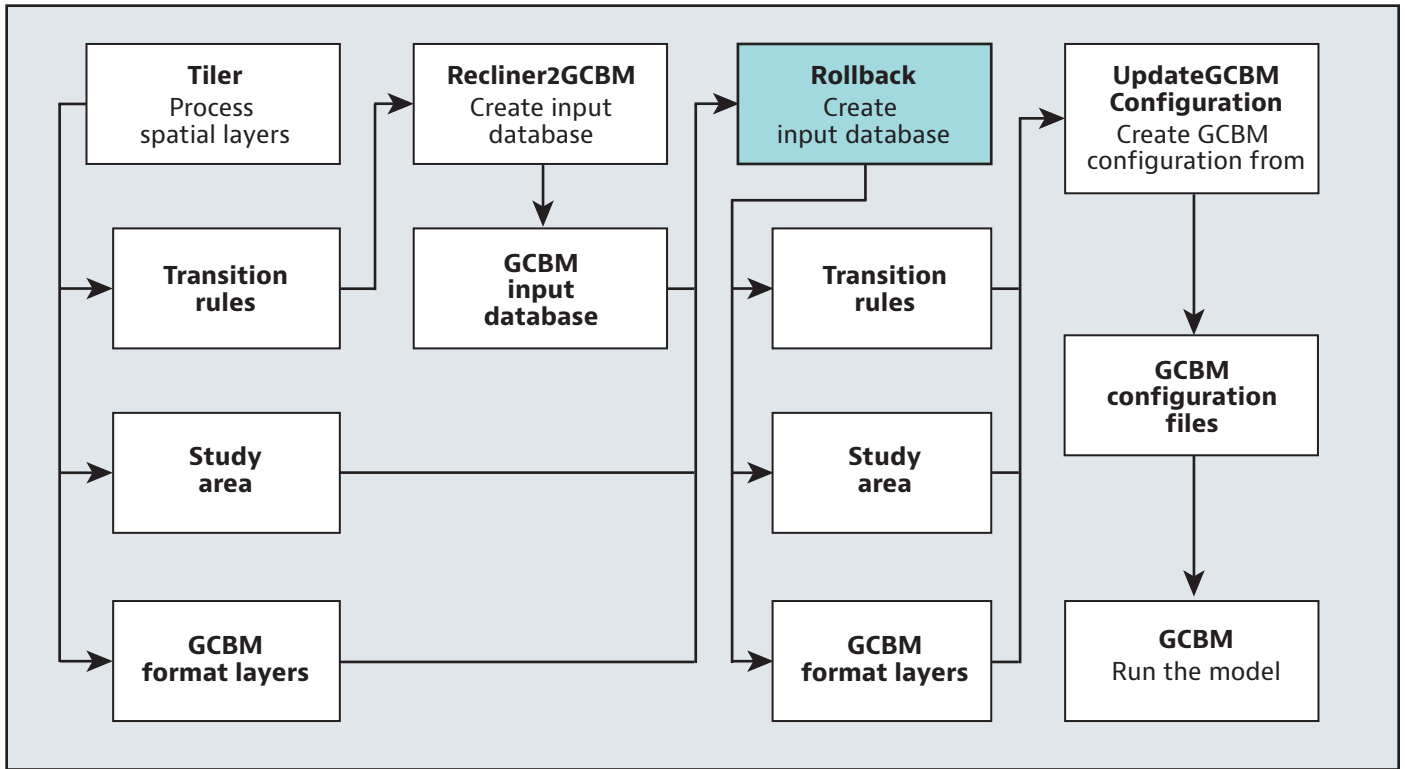 Tiler
Process
spatial layers
Transition
rules
Study
area
GCBM
format layers
Recliner2GCBM
Create input
database
GCBM
input
database
Rollback
Create
input database
Transition
rules
Study
area
GCBM
format layers
UpdateGCBM
Configuration
Create GCBM
configuration from
GCBM
configuration
files
GCBM
Run the model